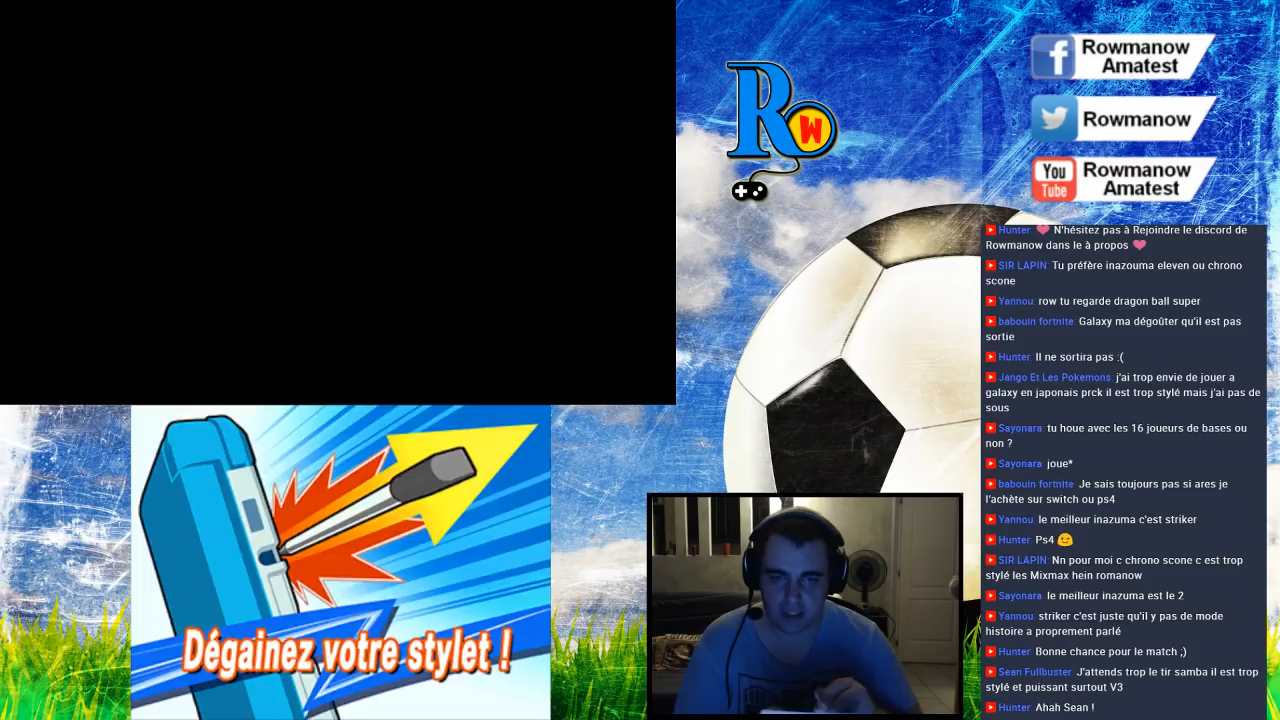 R
W
Rowmanow
Amatest
Rowmanow
You
Tube
Rowmanow
Amatest
Hunter N'hésitez pas à Rejoindre le discord de
Rowmanow dans le à propos
SIR LAPIN: Tu préfère inazouma eleven ou chrono
scone
Yannou: row tu regarde dragon ball super
babouin fortnite: Galaxy ma dégoûter qu'il est pas
sortie
Hunter: Il ne sortira pas :(
Jango Et Les Pokemons: j'ai trop envie de jouer a
galaxy en japonais prck il est trop stylé mais j'ai pas de
sous
Sayonara: tu houe avec les 16 joueurs de bases ou
non ?
Sayonara: joue*
babouin fortnite: Je sais toujours pas si ares je
l'achète sur switch ou ps4
Yannou: le meilleur inazuma c'est striker
Hunter: Ps4
SIR LAPIN: Nn pour moi c chrono scone c est trop
stylé les Mixmax hein romanow
Sayonara: le meilleur inazuma est le 2
Yannou: striker c'est juste qu'il y pas de mode
histoire a proprement parlé
Hunter: Bonne chance pour le match ;)
Sean Fullbuster: J'attends trop le tir samba il est trop
stylé et puissant surtout V3
Hunter: Ahah Sean !
Dégainez votre stylet !